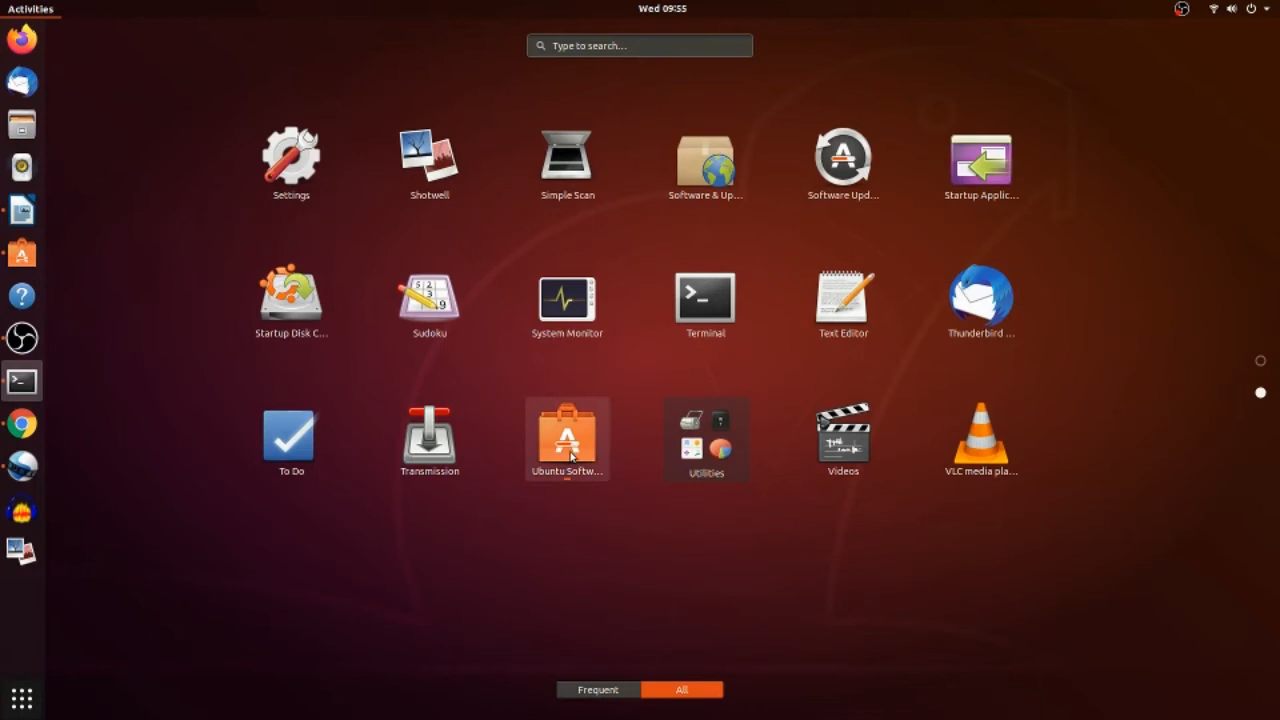 Activities
Wed 09:55
Type to search...
Settings
Shotwell
Simple Scan
Software & Up...
Software Upd...
Startup Applic...
Startup Disk C...
Sudoku
System Monitor
Terminal
Text Editor
Thunderbird ...
To Do
Transmission
Ubuntu Softw...
Utilities
Videos
VLC media pla...
Frequent
All